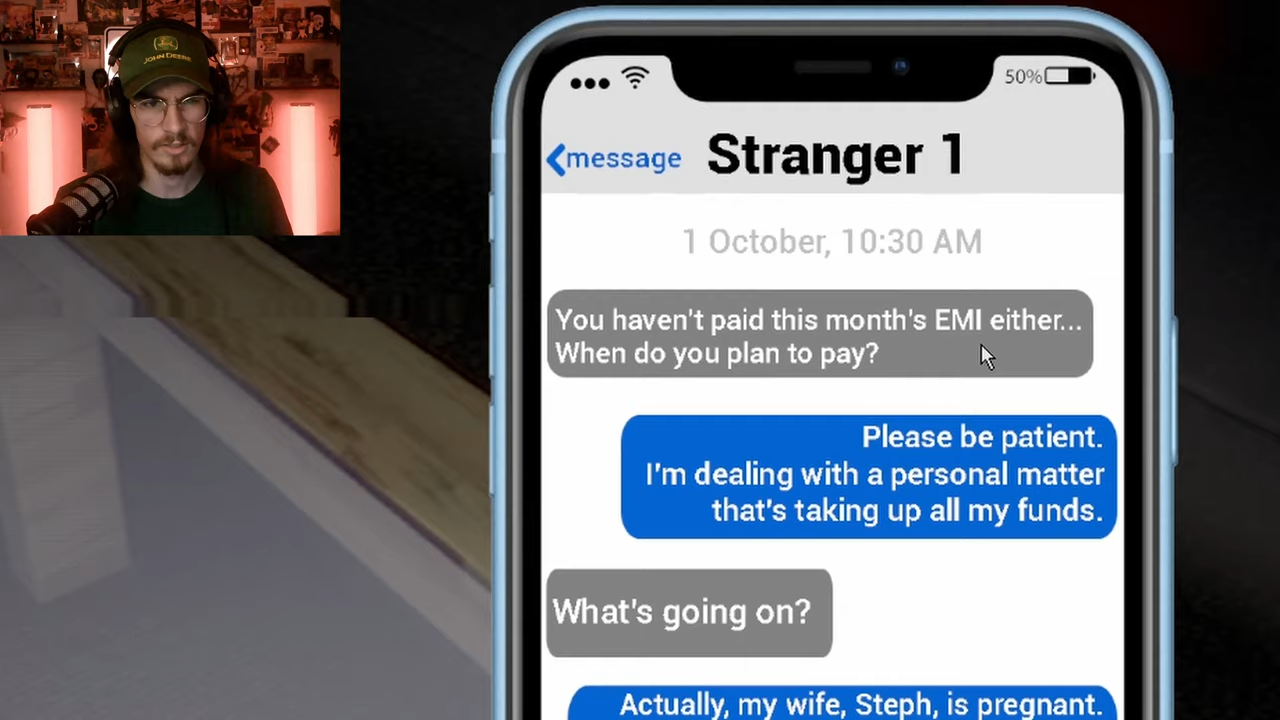 JOHN DEERE
50%
message
Stranger 1
1 October, 10:30 AM
You haven't paid this month's EMI either...
When do you plan to pay?
Please be patient.
I'm dealing with a personal matter
that's taking up all my funds.
What's going on?
Actually, my wife, Steph, is pregnant.